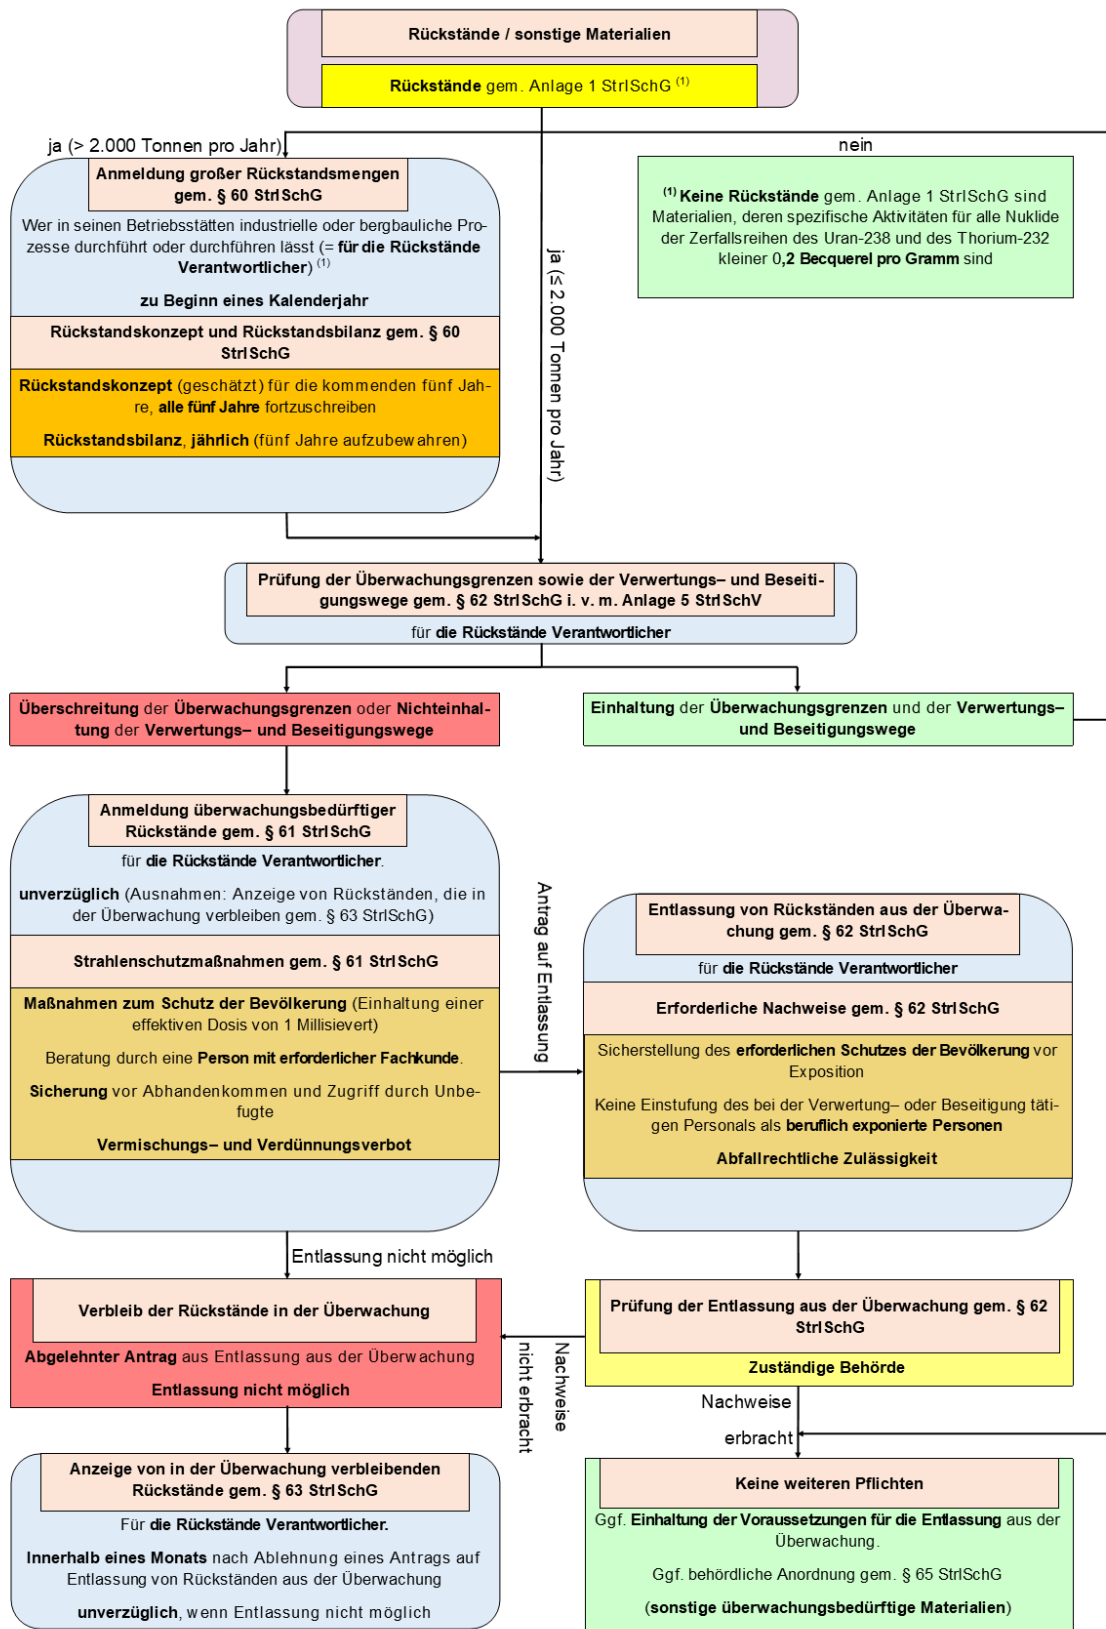 Rückstände / sonstige Materialien
Rückstände gem. Anlage 1 StrlSchG (1)
ja (> 2.000 Tonnen pro Jahr)
nein
Anmeldung großer Rückstandsmengen
gem. § 60 StrlSchG
Wer in seinen Betriebsstätten industrielle oder bergbauliche Pro-
zesse durchführt oder durchführen lässt (= für die Rückstände
Verantwortlicher) (1)
zu Beginn eines Kalenderjahr
Rückstandskonzept und Rückstandsbilanz gem. § 60
StrlSchG
Rückstandskonzept (geschätzt) für die kommenden fünf Jah-
re, alle fünf Jahre fortzuschreiben
Rückstandsbilanz, jährlich (fünf Jahre aufzubewahren)
ja (≤ 2.000 Tonnen pro Jahr)
(1) Keine Rückstände gem. Anlage 1 StrlSchG sind
Materialien, deren spezifische Aktivitäten für alle Nuklide
der Zerfallsreihen des Uran-238 und des Thorium-232
kleiner 0,2 Becquerel pro Gramm sind
Prüfung der Überwachungsgrenzen sowie der Verwertungs– und Beseiti-
gungswege gem. § 62 StrlSchG i. v. m. Anlage 5 StrlSchV
für die Rückstände Verantwortlicher
Überschreitung der Überwachungsgrenzen oder Nichteinhal-
tung der Verwertungs– und Beseitigungswege
Einhaltung der Überwachungsgrenzen und der Verwertungs–
und Beseitigungswege
Anmeldung überwachungsbedürftiger
Rückstände gem. § 61 StrlSchG
für die Rückstände Verantwortlicher.
unverzüglich (Ausnahmen: Anzeige von Rückständen, die in
der Überwachung verbleiben gem. § 63 StrlSchG)
Strahlenschutzmaßnahmen gem. § 61 StrlSchG
Maßnahmen zum Schutz der Bevölkerung (Einhaltung einer
effektiven Dosis von 1 Millisievert)
Beratung durch eine Person mit erforderlicher Fachkunde.
Sicherung vor Abhandenkommen und Zugriff durch Unbe-
fugte
Vermischungs– und Verdünnungsverbot
Antrag auf Entlassung
Entlassung von Rückständen aus der Überwa-
chung gem. § 62 StrlSchG
für die Rückstände Verantwortlicher
Erforderliche Nachweise gem. § 62 StrlSchG
Sicherstellung des erforderlichen Schutzes der Bevölkerung vor
Exposition
Keine Einstufung des bei der Verwertung– oder Beseitigung täti-
gen Personals als beruflich exponierte Personen
Abfallrechtliche Zulässigkeit
Entlassung nicht möglich
Verbleib der Rückstände in der Überwachung
Abgelehnter Antrag aus Entlassung aus der Überwachung
Entlassung nicht möglich
Nachweise
nicht erbracht
Prüfung der Entlassung aus der Überwachung gem. § 62
StrlSchG
Zuständige Behörde
Nachweise
erbracht
Anzeige von in der Überwachung verbleibenden
Rückstände gem. § 63 StrlSchG
Für die Rückstände Verantwortlicher.
Innerhalb eines Monats nach Ablehnung eines Antrags auf
Entlassung von Rückständen aus der Überwachung
unverzüglich, wenn Entlassung nicht möglich
Keine weiteren Pflichten
Ggf. Einhaltung der Voraussetzungen für die Entlassung aus der
Überwachung.
Ggf. behördliche Anordnung gem. § 65 StrlSchG
(sonstige überwachungsbedürftige Materialien)